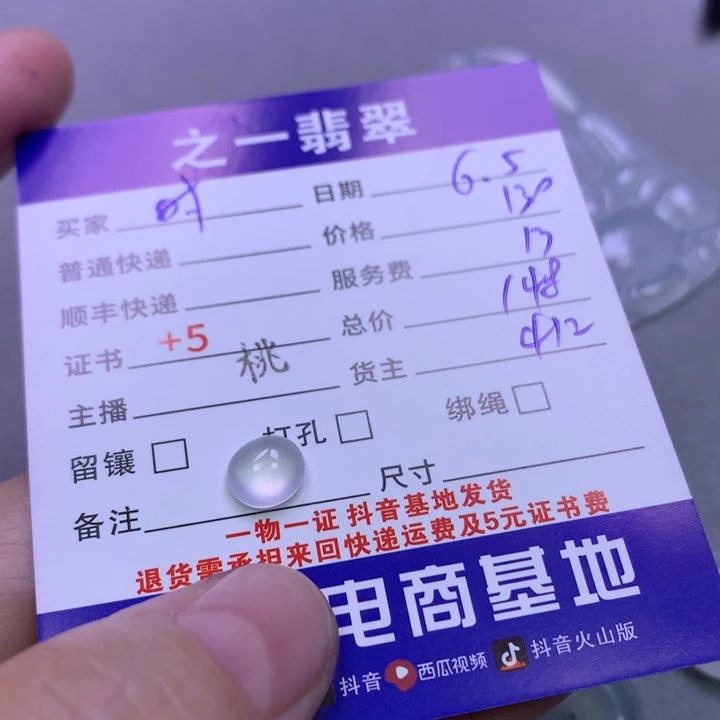 之一翡翠
买家 时 日期 6.5
普通快递 价格 130
顺丰快递 服务费 13
证书 +5 总价 148
主播 桃 货主 412
留镶 □ 打孔 □ 绑绳 □
备注 尺寸
一物一证 抖音基地发货
退货需承担来回快递运费及5元证书费
电商基地
抖音 西瓜视频 抖音火山版